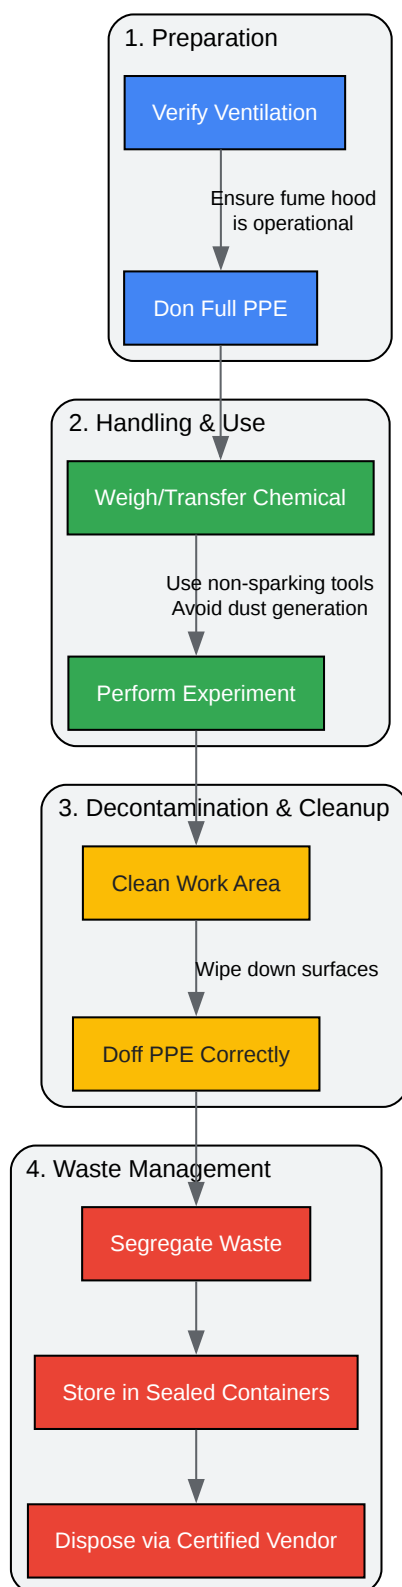 1. Preparation
Verify Ventilation
Ensure fume hood
is operational
Don Full PPE
2. Handling & Use
Weigh/Transfer Chemical
Use non-sparking tools
Avoid dust generation
Perform Experiment
3. Decontamination & Cleanup
Clean Work Area
Wipe down surfaces
Doff PPE Correctly
4. Waste Management
Segregate Waste
Store in Sealed Containers
Dispose via Certified Vendor